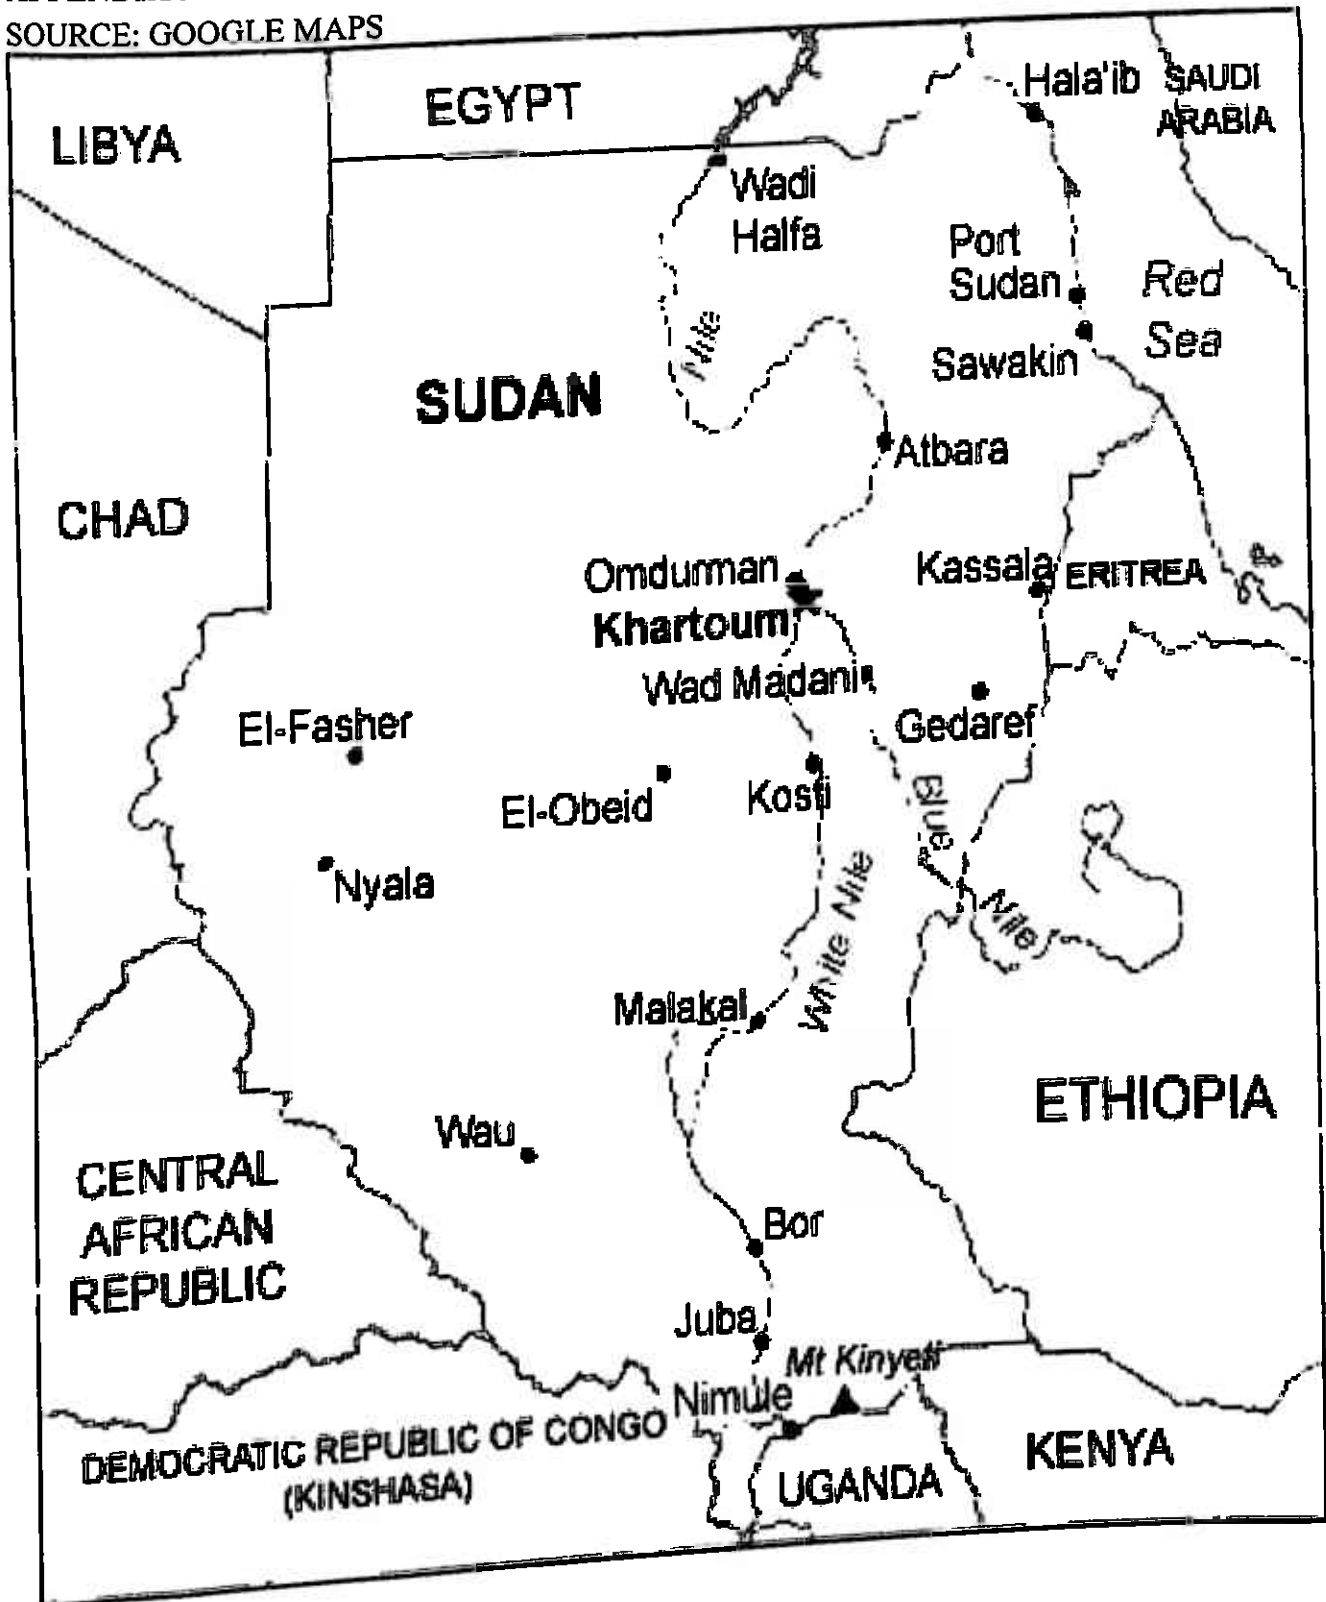 SOURCE: GOOGLE MAPS
EGYPT
LIBYA
Hala'ib
SAUDI
ARABIA
Wadi
Halfa
Port
Sudan
Red
Sea
Nile
Sawakin
SUDAN
Atbara
CHAD
Omdurman
Kassala
ERITREA
Khartoum
Wad Madani
Gedaref
El-Fasher
El-Obeid
Kosti
Blue
Nile
Nyala
White Nile
Malakal
ETHIOPIA
Wau
CENTRAL
AFRICAN
REPUBLIC
Bor
Juba
Mt Kinyeti
Nimule
DEMOCRATIC REPUBLIC OF CONGO
(KINSHASA)
UGANDA
KENYA